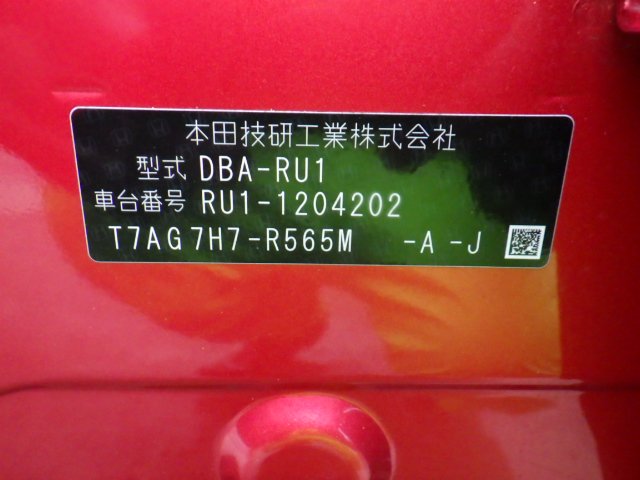 本田技研工業株式会社
型式 DBA-RU1
車台番号 RU1-1204202
T7AG7H7-R565M -A -J